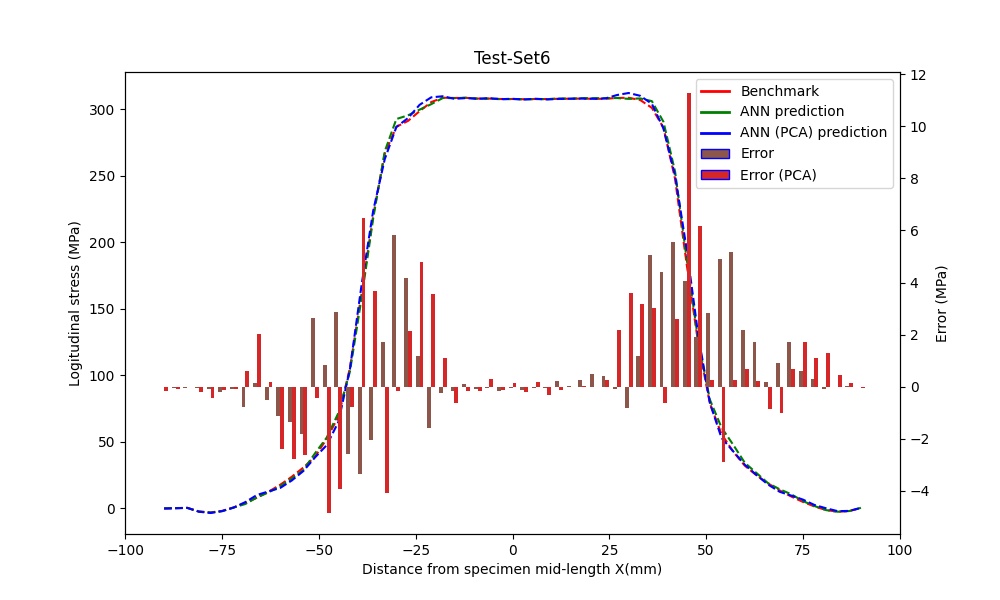 Test-Set6
Benchmark
ANN prediction
ANN (PCA) prediction
Error
Error (PCA)
300
250
200
150
100
50
0
Logitudinal stress (MPa)
12
10
8
6
4
2
0
−2
−4
Error (MPa)
−100 −75 −50 −25 0 25 50 75 100
Distance from specimen mid-length X(mm)